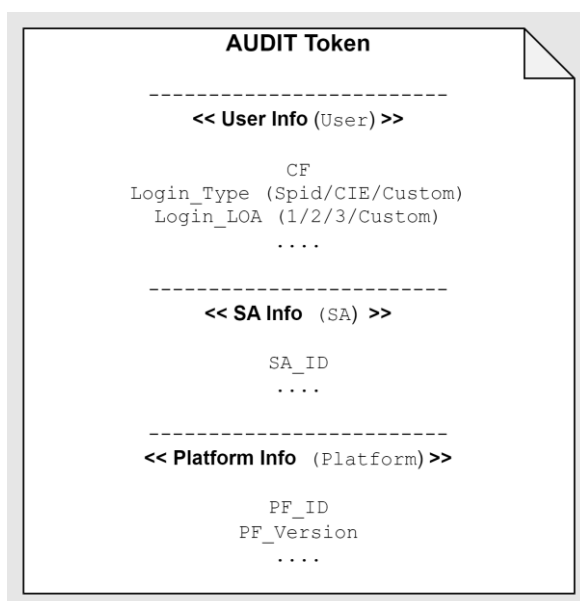 AUDIT Token
-------------------------
<< User Info (User) >>
CF
Login_Type (Spid/CIE/Custom)
Login_LOA (1/2/3/Custom)
....
-------------------------
<< SA Info (SA) >>
SA_ID
....
-------------------------
<< Platform Info (Platform) >>
PF_ID
PF_Version
....